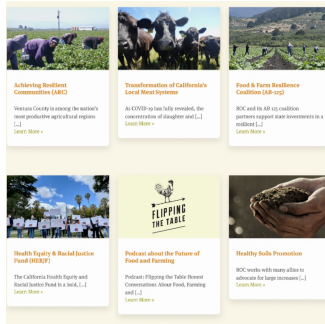 Achieving Resilient
Communities (ARC)
Ventura County is among the nation's
most productive agricultural regions
[...]
Learn More »
Transformation of California's
Local Meat Systems
As COVID-19 has fully revealed, the
concentration of slaughter and [...]
Learn More »
Food & Farm Resilience
Coalition (AB-125)
ROC and its AB 125 coalition
partners support state investments in a
resilient [...]
Learn More »
FLIPPING
THE TABLE
Health Equity & Racial Justice
Fund (HERJF)
The California Health Equity and
Racial Justice Fund is a bold, [...]
Learn More »
Podcast about the Future of
Food and Farming
Podcast: Flipping the Table Honest
Conversations About Food, Farming
and [...]
Learn More »
Healthy Soils Promotion
ROC works with many allies to
advocate for large increases [...]
Learn More »